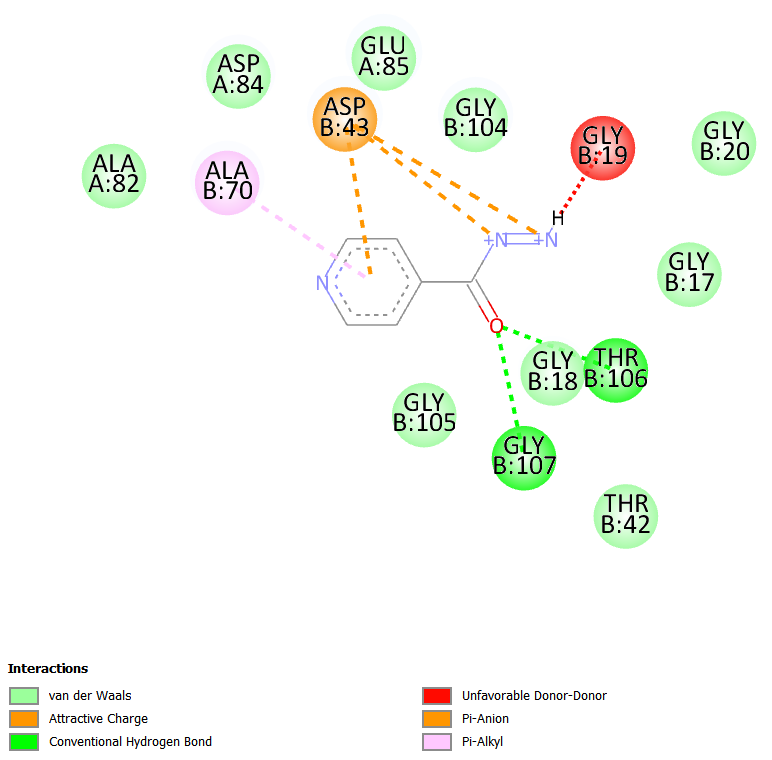 GLU
A:85
ASP
A:84
ASP
B:43
GLY
B:104
GLY
B:19
GLY
B:20
ALA
A:82
ALA
B:70
H
+N
+N
N
O
GLY
B:17
GLY
B:18
THR
B:106
GLY
B:105
GLY
B:107
THR
B:42
Interactions
van der Waals
Attractive Charge
Conventional Hydrogen Bond
Unfavorable Donor-Donor
Pi-Anion
Pi-Alkyl